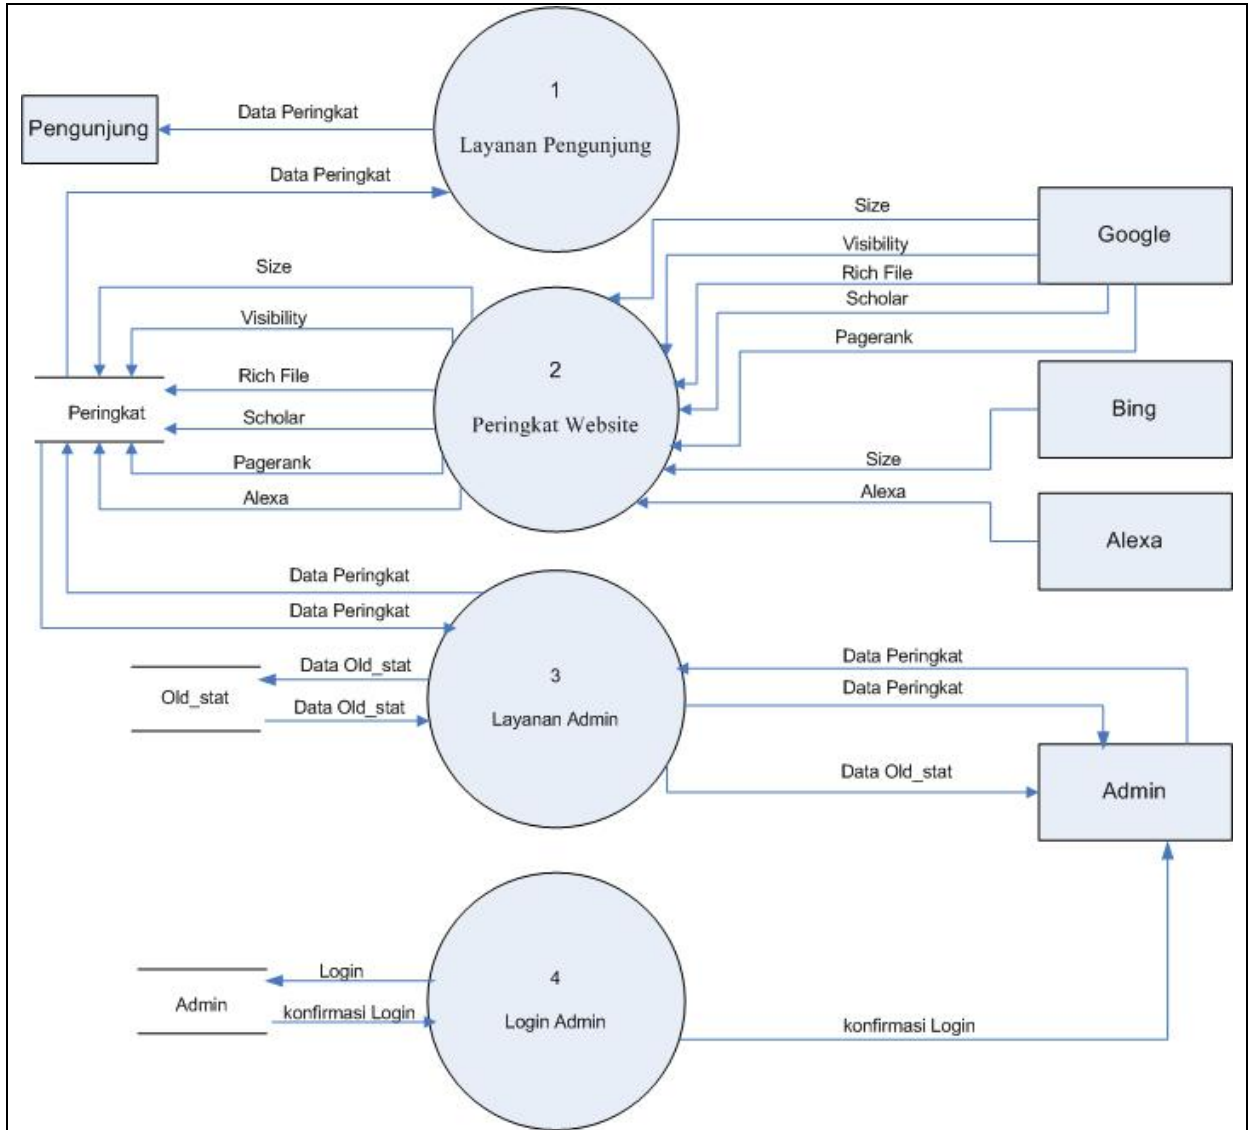 1
Data Peringkat
Pengunjung
Layanan Pengunjung
Data Peringkat
Size
Google
Visibility
Size
Rich File
Scholar
Visibility
Pagerank
2
Rich File
Bing
Peringkat
Scholar
Peringkat Website
Pagerank
Size
Alexa
Alexa
Alexa
Data Peringkat
Data Peringkat
Data Peringkat
Data Old_stat
3
Data Peringkat
Old_stat
Data Old_stat
Layanan Admin
Data Old_stat
Admin
Login
4
Admin
konfirmasi Login
Login Admin
konfirmasi Login